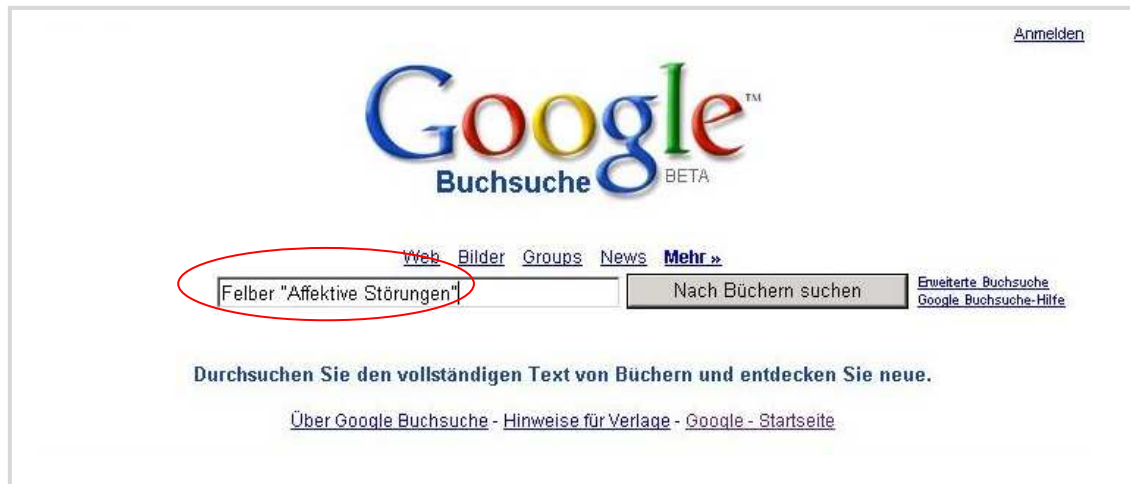 Anmelden
Google™
Buchsuche BETA
Web Bilder Groups News Mehr »
Felber "Affektive Störungen" Nach Büchern suchen Erweiterte Buchsuche
Google Buchsuche-Hilfe
Durchsuchen Sie den vollständigen Text von Büchern und entdecken Sie neue.
Über Google Buchsuche - Hinweise für Verlage - Google - Startseite